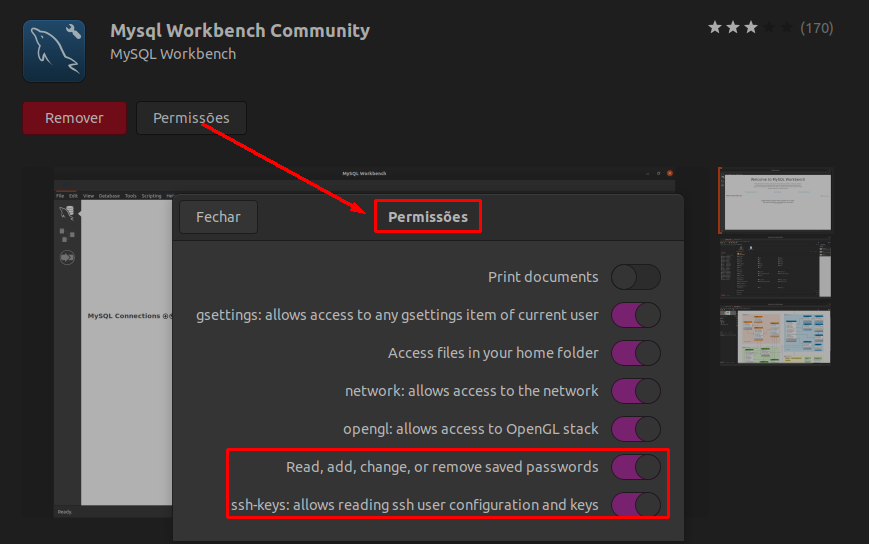 Mysql Workbench Community
MySQL Workbench
(170)
Remover
Permissões
MySQL Workbench
File Edit View Database Tools Scripting Help
Fechar
Permissões
Print documents
gsettings: allows access to any gsettings item of current user
Access files in your home folder
MySQL Connections
network: allows access to the network
opengl: allows access to OpenGL stack
Read, add, change, or remove saved passwords
ssh-keys: allows reading ssh user configuration and keys
Ready
Welcome to MySQL Workbench